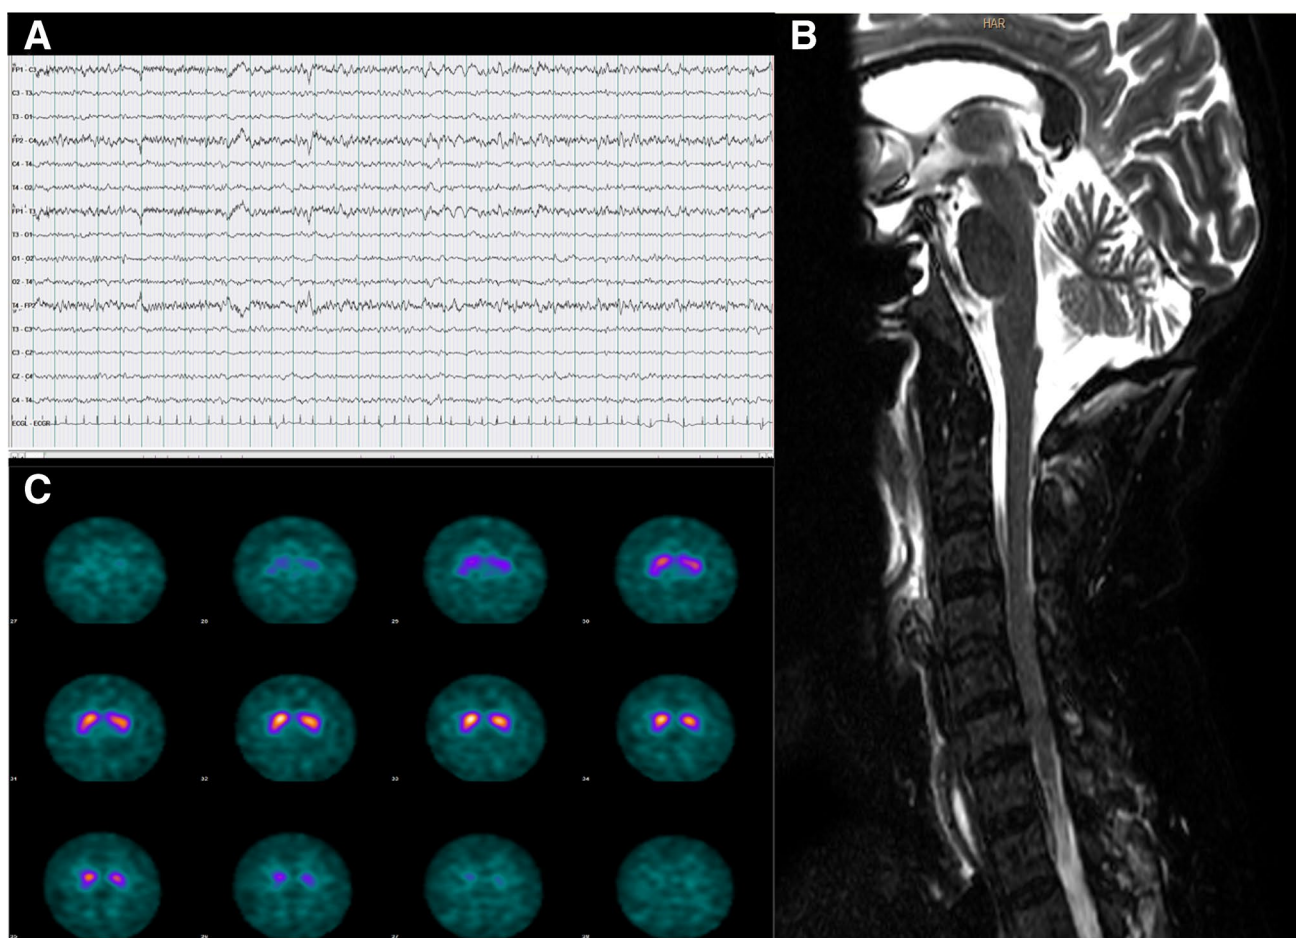 A
FP1 - C3
C3 - T3
T3 - O1
FP2 - C4
C4 - T4
T4 - O2
FP1 - T3
T3 - O1
O1 - O2
O2 - T4
T4 - FP2
T3 - C3
C3 - CZ
CZ - C4
C4 - T4
ECGL - ECGR
B
HAR
C
27
28
29
30
31
32
33
34
35
36
37
38